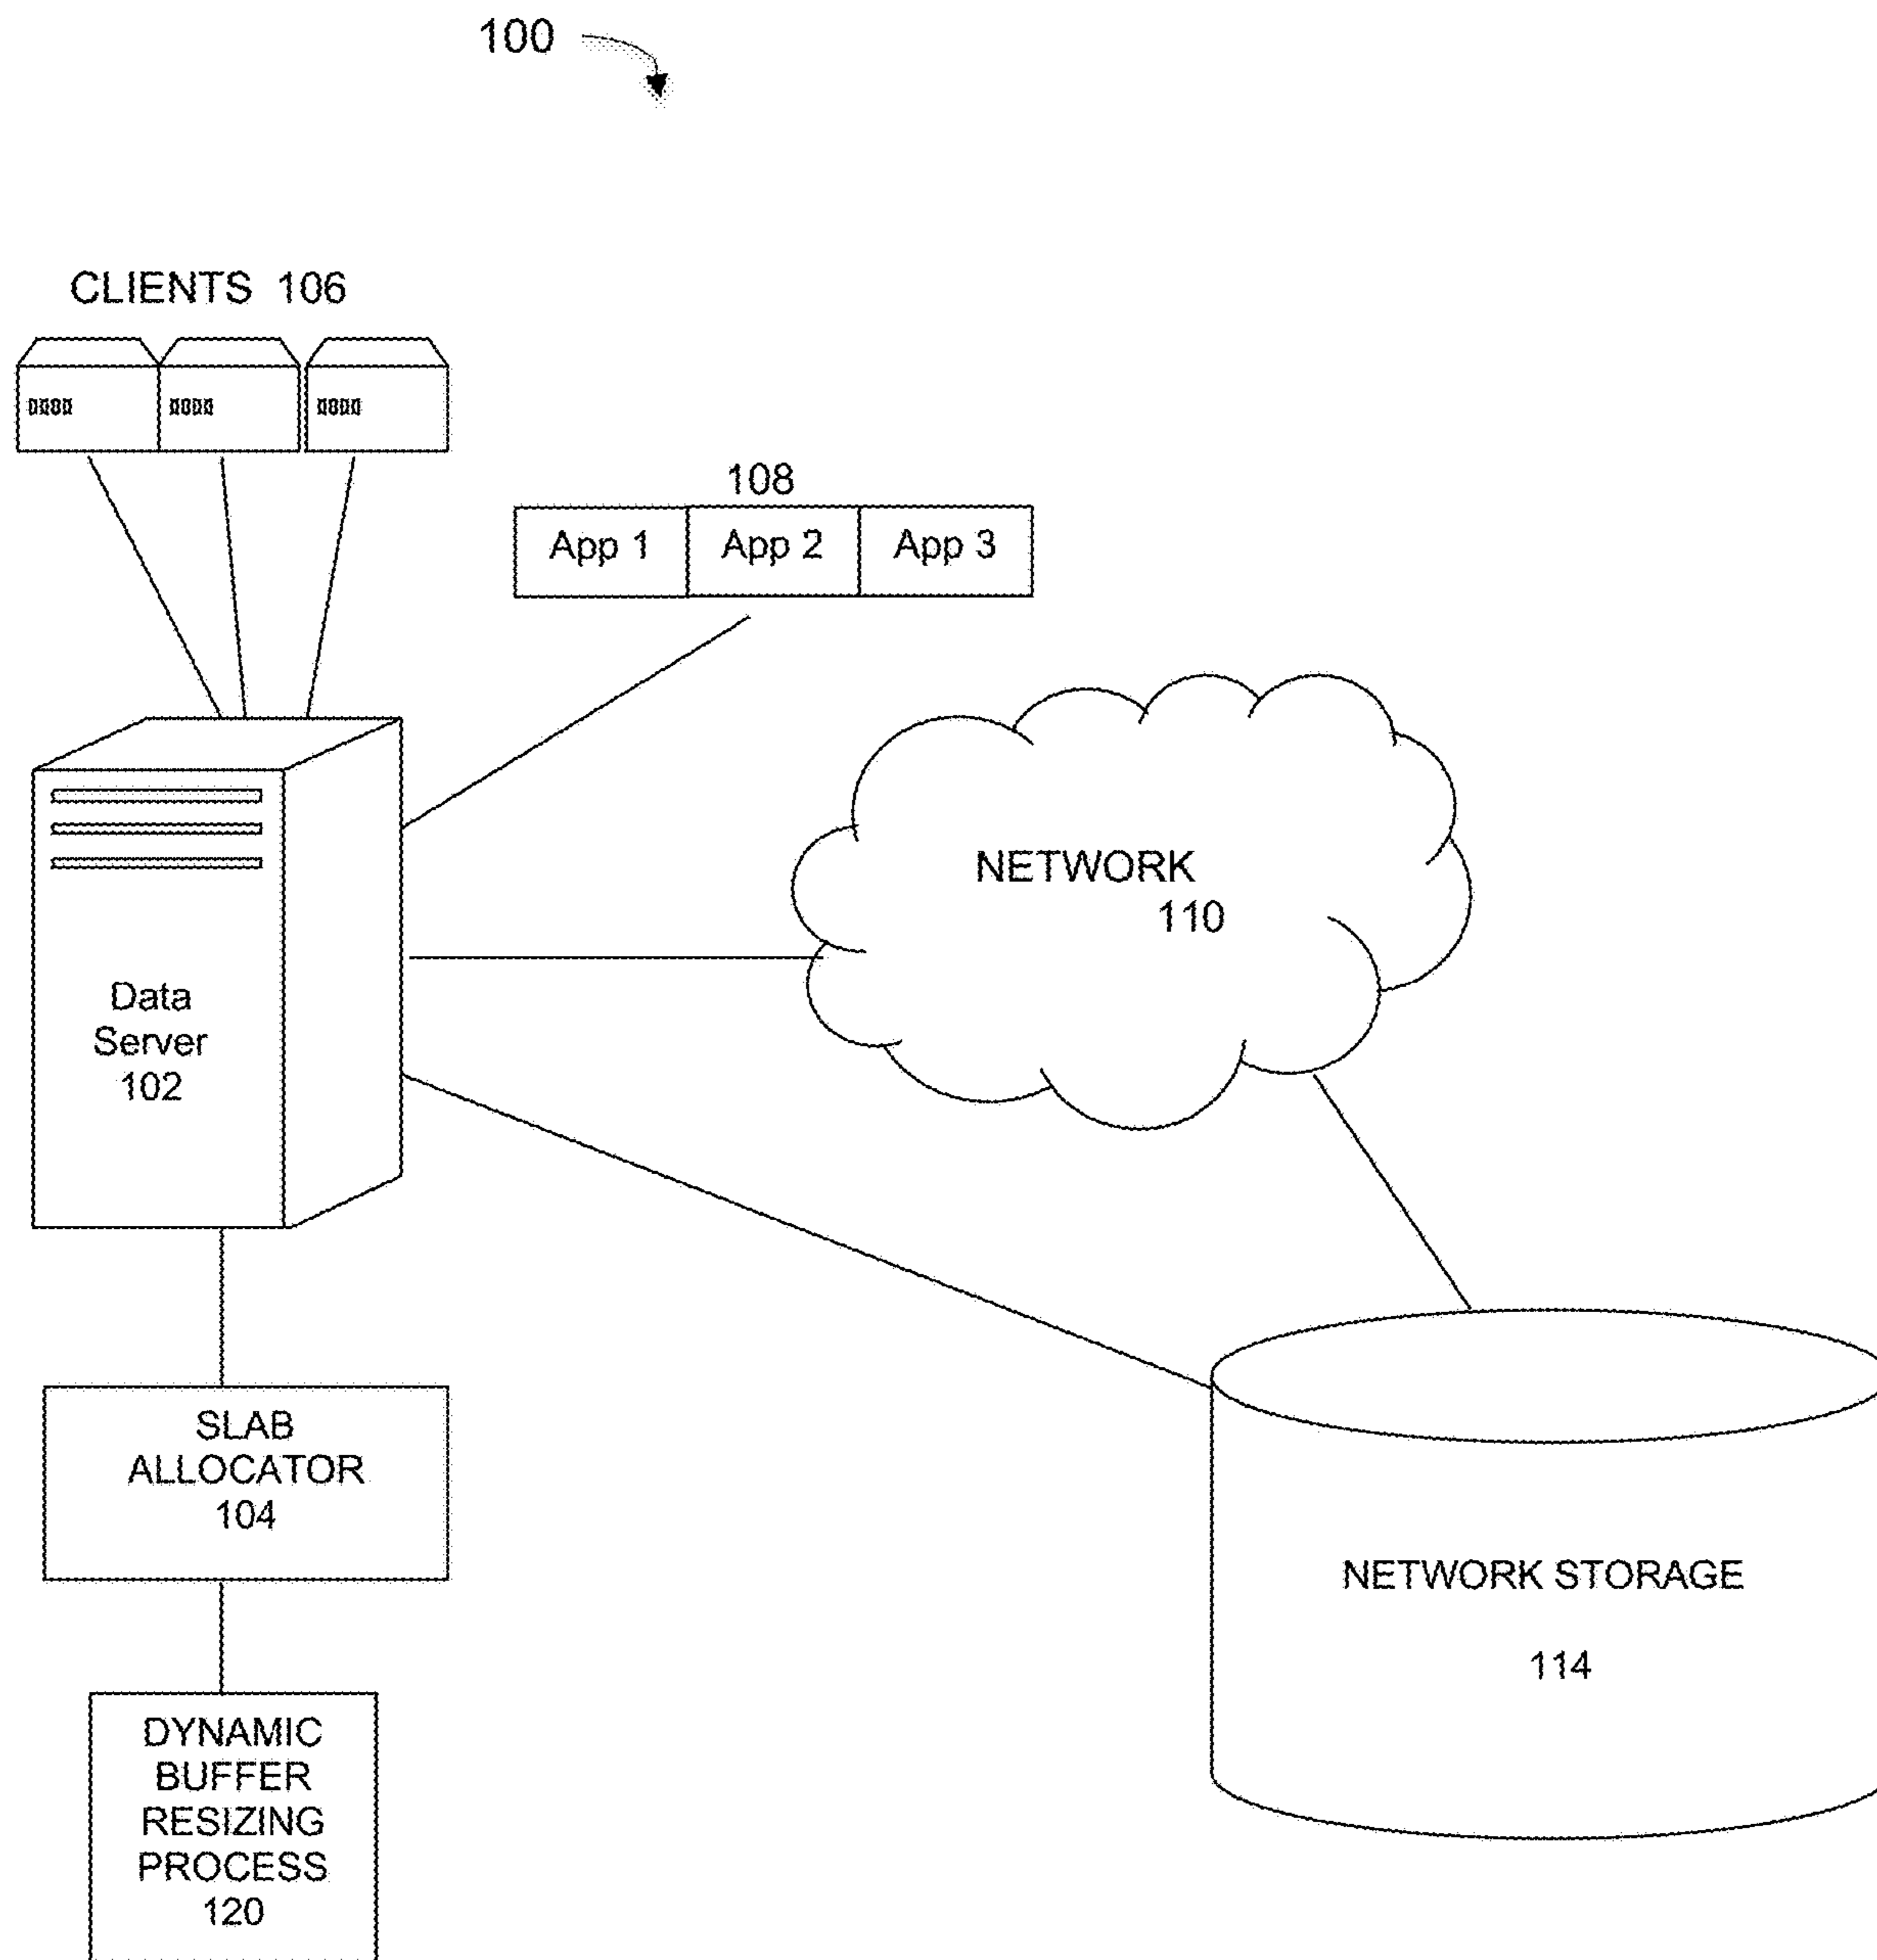 100
CLIENTS 106
108
App 1 App 2 App 3
NETWORK
110
Data
Server
102
SLAB
ALLOCATOR
104
NETWORK STORAGE
114
DYNAMIC
BUFFER
RESIZING
PROCESS
120